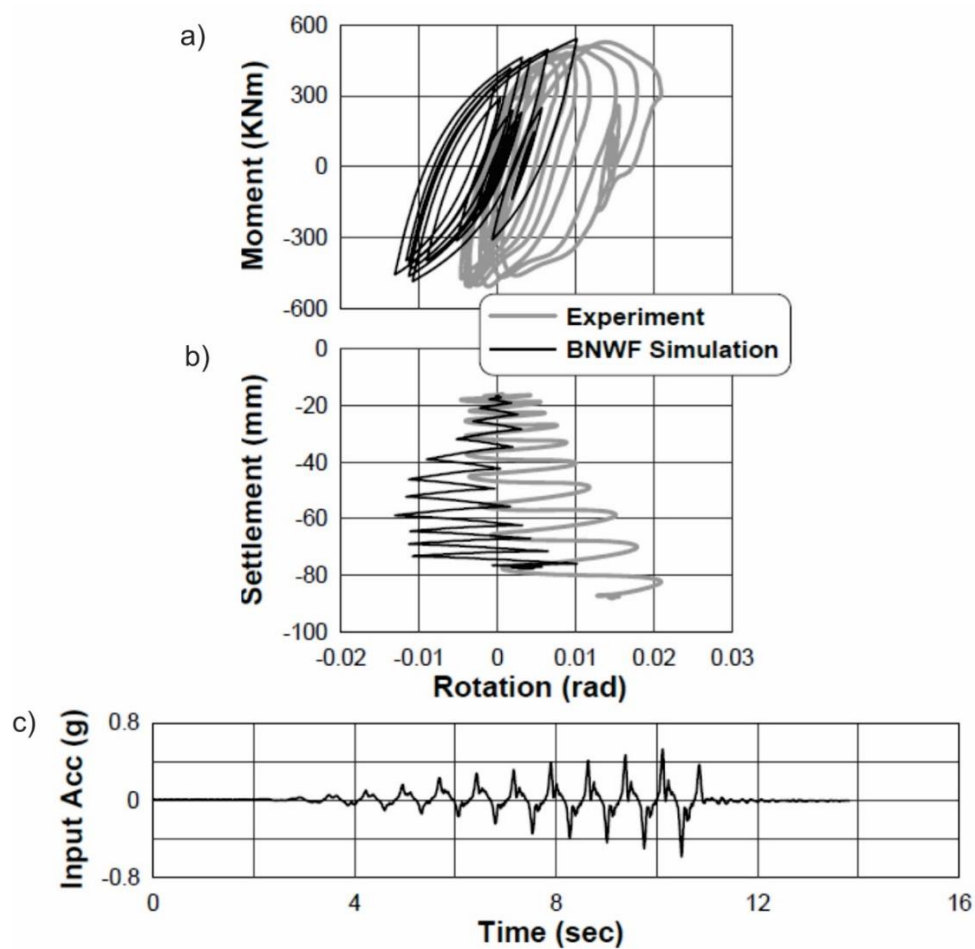 a)
Moment (KNm)
600
300
0
-300
-600
Experiment
BNWF Simulation
b)
Settlement (mm)
0
-20
-40
-60
-80
-100
-0.02 -0.01 0 0.01 0.02 0.03
Rotation (rad)
c)
Input Acc (g)
0.8
0
-0.8
0 4 8 12 16
Time (sec)